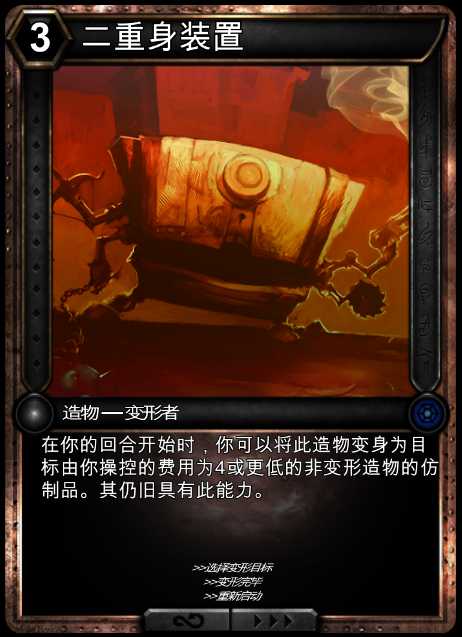 3
二重身装置
造物 — 变形者
在你的回合开始时，你可以将此造物变身为目
标由你操控的费用为4或更低的非变形造物的仿
制品。其仍旧具有此能力。
>>选择变形目标
>>变形完毕
>>重新启动